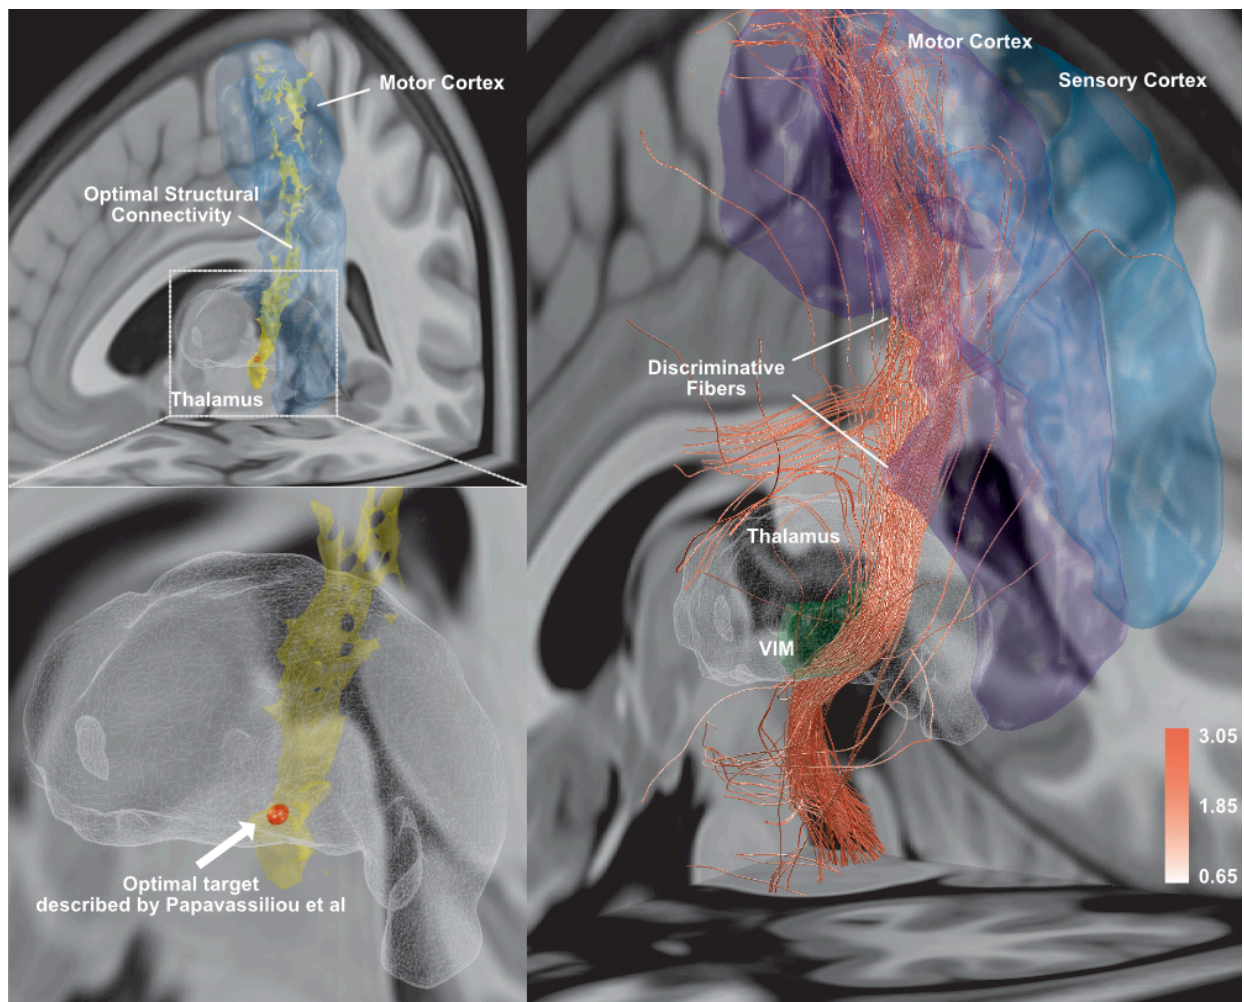 Motor Cortex
Optimal Structural
Connectivity
Thalamus
Optimal target
described by Papavassiliou et al
Motor Cortex
Sensory Cortex
Discriminative
Fibers
Thalamus
VIM
3.05
1.85
0.65